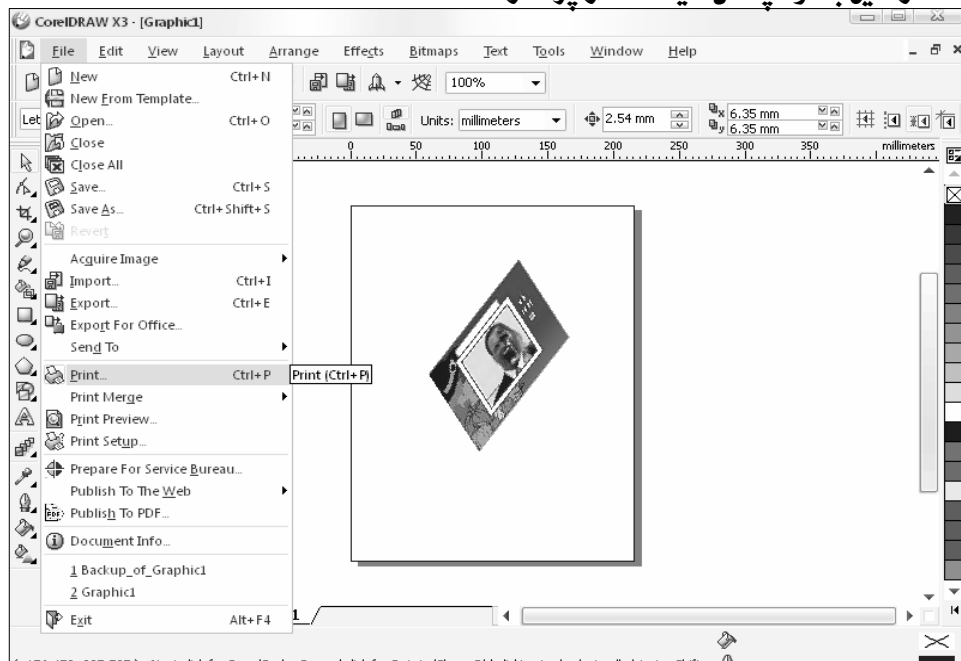 CorelDRAW X3 - [Graphic1]
File Edit View Layout Arrange Effects Bitmaps Text Tools Window Help
100%
Let
Units: millimeters
2.54 mm
x 6.35 mm
y 6.35 mm
0 50 100 150 200 250 300 350 millimeters
New Ctrl+N
New From Template...
Open... Ctrl+O
Close
Close All
Save... Ctrl+S
Save As... Ctrl+Shift+S
Revert
Acquire Image
Import... Ctrl+I
Export... Ctrl+E
Export For Office...
Send To
Print... Ctrl+P
Print (Ctrl+P)
Print Merge
Print Preview...
Print Setup...
Prepare For Service Bureau...
Publish To The Web
Publish To PDF...
Document Info...
1 Backup_of_Graphic1
2 Graphic1
Exit Alt+F4
1